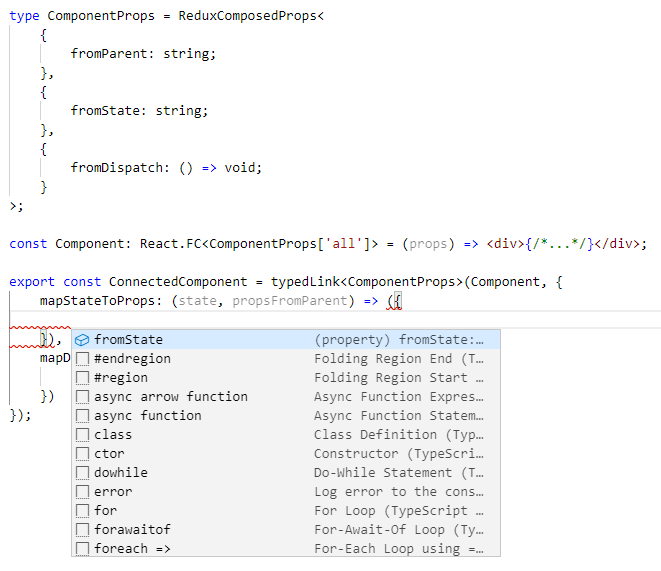 type ComponentProps = ReduxComposedProps<
    {
        fromParent: string;
    },
    {
        fromState: string;
    },
    {
        fromDispatch: () => void;
    }
>;

const Component: React.FC<ComponentProps['all']> = (props) => <div>{/*...*/}</div>;

export const ConnectedComponent = typedLink<ComponentProps>(Component, {
    mapStateToProps: (state, propsFromParent) => ({

    }),
fromState (property) fromState:…
#endregion Folding Region End (T…
    mapD
#region Folding Region Start …
async arrow function Async Function Expres…
    })
async function Async Function Statem…
});
class Class Definition (Typ…
ctor Constructor (TypeScri…
dowhile Do-While Statement (T…
error Log error to the cons…
for For Loop (TypeScript …
forawaitof For-Await-Of Loop (Ty…
foreach => For-Each Loop using =…